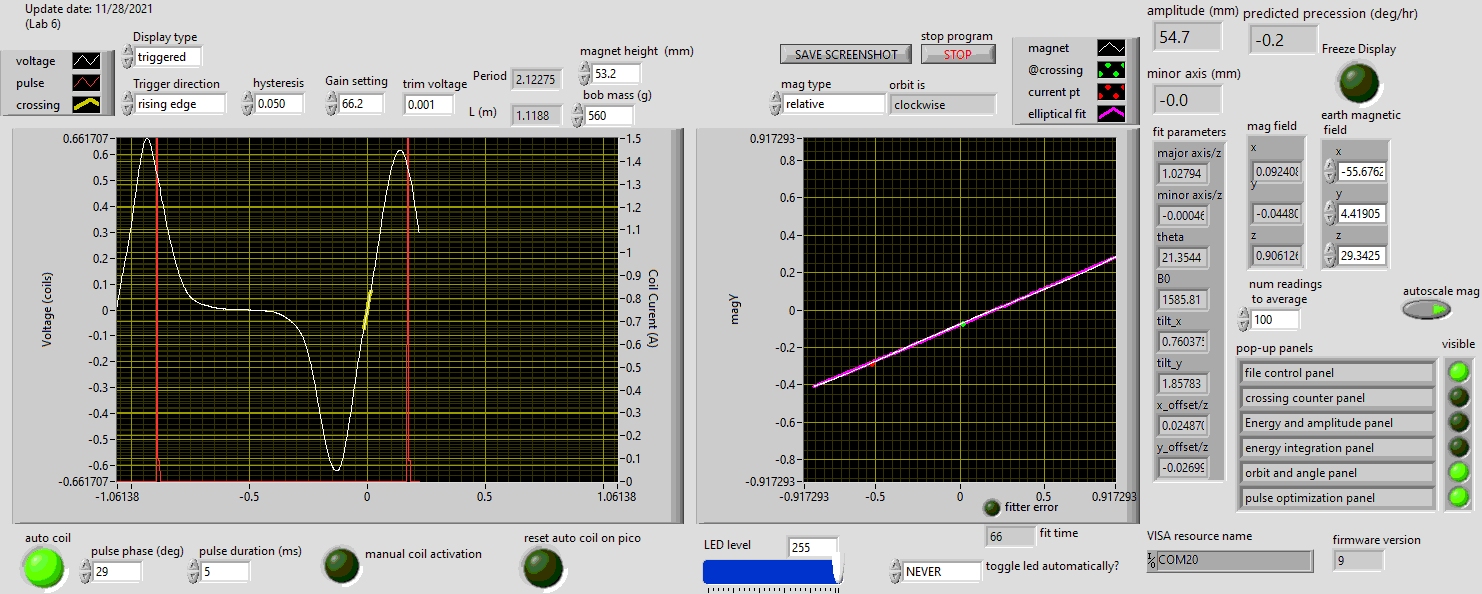 Update date: 11/28/2021
(Lab 6)
voltage
pulse
crossing
Display type
triggered
Trigger direction
rising edge
hysteresis
0.050
Gain setting
66.2
trim voltage
0.001
Period
2.12275
L (m)
1.1188
magnet height (mm)
53.2
bob mass (g)
560
SAVE SCREENSHOT
stop program
STOP
mag type
relative
orbit is
clockwise
magnet
@crossing
current pt
elliptical fit
amplitude (mm)
54.7
predicted precession (deg/hr)
-0.2
minor axis (mm)
-0.0
Freeze Display
0.661707
0.6
0.5
0.4
0.3
0.2
0.1
0
-0.1
-0.2
-0.3
-0.4
-0.5
-0.6
-0.661707
Voltage (coils)
-1.06138
-0.5
0
0.5
1.06138
1.5
1.4
1.3
1.2
1.1
1
0.9
0.8
0.7
0.6
0.5
0.4
0.3
0.2
0.1
0
Coil Curent (A)
0.917293
0.8
0.6
0.4
0.2
0
-0.2
-0.4
-0.6
-0.8
-0.917293
magy
-0.917293
-0.5
0
0.5
0.917293
fitter error
fit parameters
major axis/z
1.02794
minor axis/z
-0.00046
theta
21.3544
B0
1585.81
tilt_x
0.760375
tilt_y
1.85783
x_offset/z
0.024870
y_offset/z
-0.02699
mag field
x
0.092408
y
-0.04480
z
0.906126
earth magnetic
field
x
-55.6762
y
4.41905
z
29.3425
num readings
to average
100
autoscale mag
pop-up panels
visible
file control panel
crossing counter panel
Energy and amplitude panel
energy integration panel
orbit and angle panel
pulse optimization panel
auto coil
pulse phase (deg)
29
pulse duration (ms)
5
manual coil activation
reset auto coil on pico
LED level
255
66
fit time
NEVER
toggle led automatically?
VISA resource name
COM20
firmware version
9